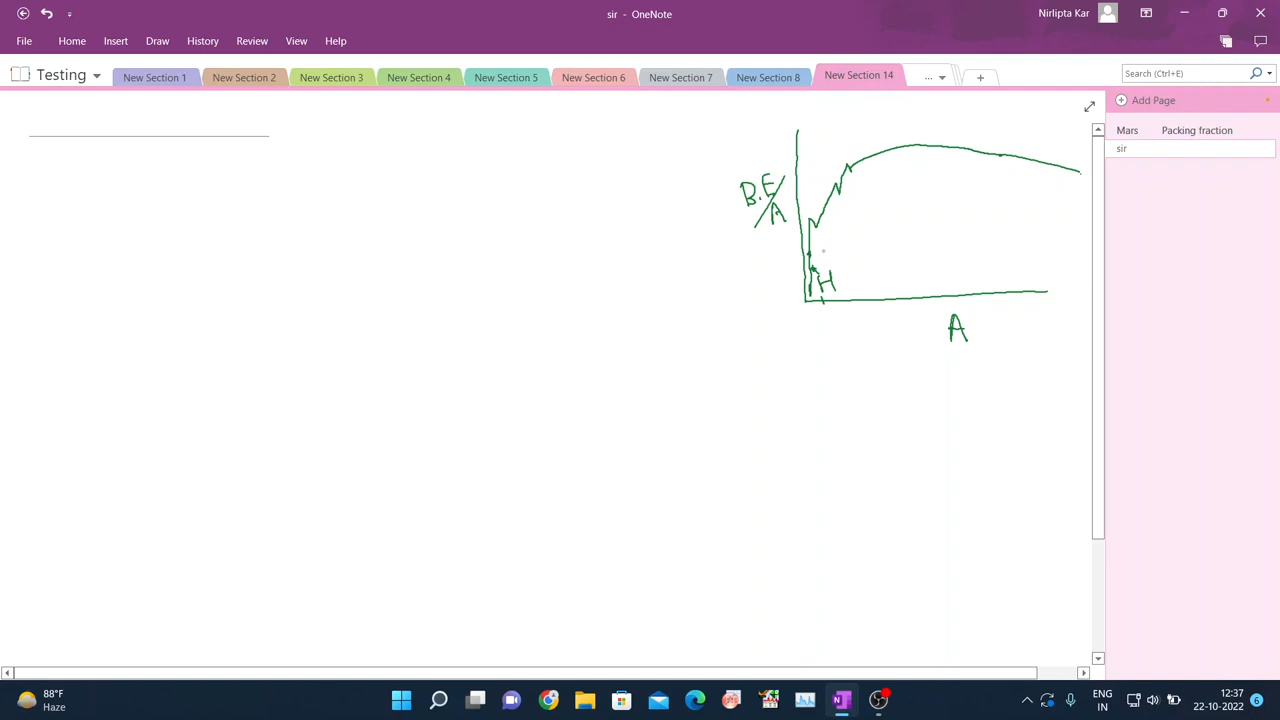 sir - OneNote
Nirlipta Kar
File Home Insert Draw History Review View Help
Testing
New Section 1 New Section 2 New Section 3 New Section 4 New Section 5 New Section 6 New Section 7 New Section 8 New Section 14 ...
Search (Ctrl+E)
Add Page
Mars Packing fraction
sir
B.E/A
H
A
88°F
Haze
ENG
IN
12:37
22-10-2022
6